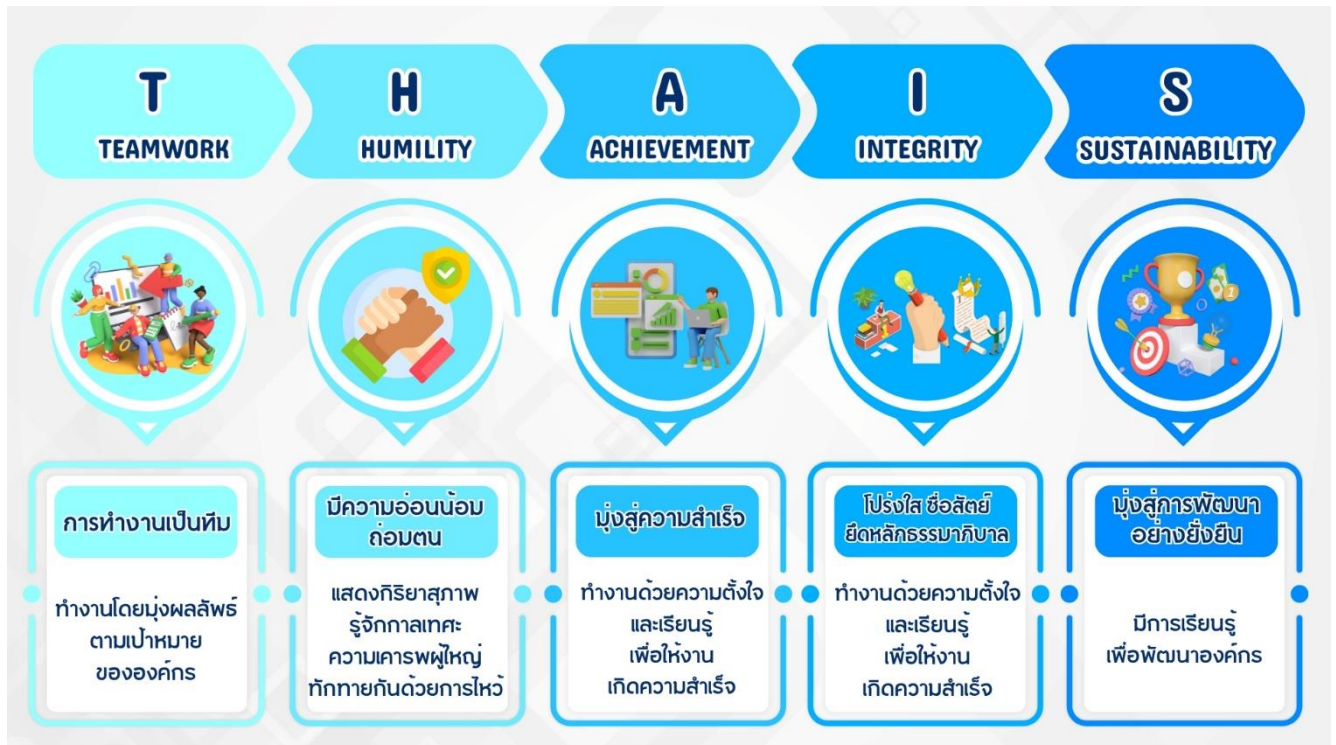 T
TEAMWORK
H
HUMILITY
A
ACHIEVEMENT
I
INTEGRITY
S
SUSTAINABILITY
การทำงานเป็นทีม
ทำงานโดยมุ่งผลลัพธ์
ตามเป้าหมาย
ขององค์กร
มีความอ่อนน้อม
ถ่อมตน
แสดงกิริยาสุภาพ
รู้จักกาลเทศะ
ความเคารพผู้ใหญ่
ทักทายกันด้วยการไหว้
มุ่งสู่ความสำเร็จ
ทำงานด้วยความตั้งใจ
และเรียนรู้
เพื่อให้งาน
เกิดความสำเร็จ
โปร่งใส ซื่อสัตย์
ยึดหลักธรรมาภิบาล
ทำงานด้วยความตั้งใจ
และเรียนรู้
เพื่อให้งาน
เกิดความสำเร็จ
มุ่งสู่การพัฒนา
อย่างยั่งยืน
มีการเรียนรู้
เพื่อพัฒนาองค์กร